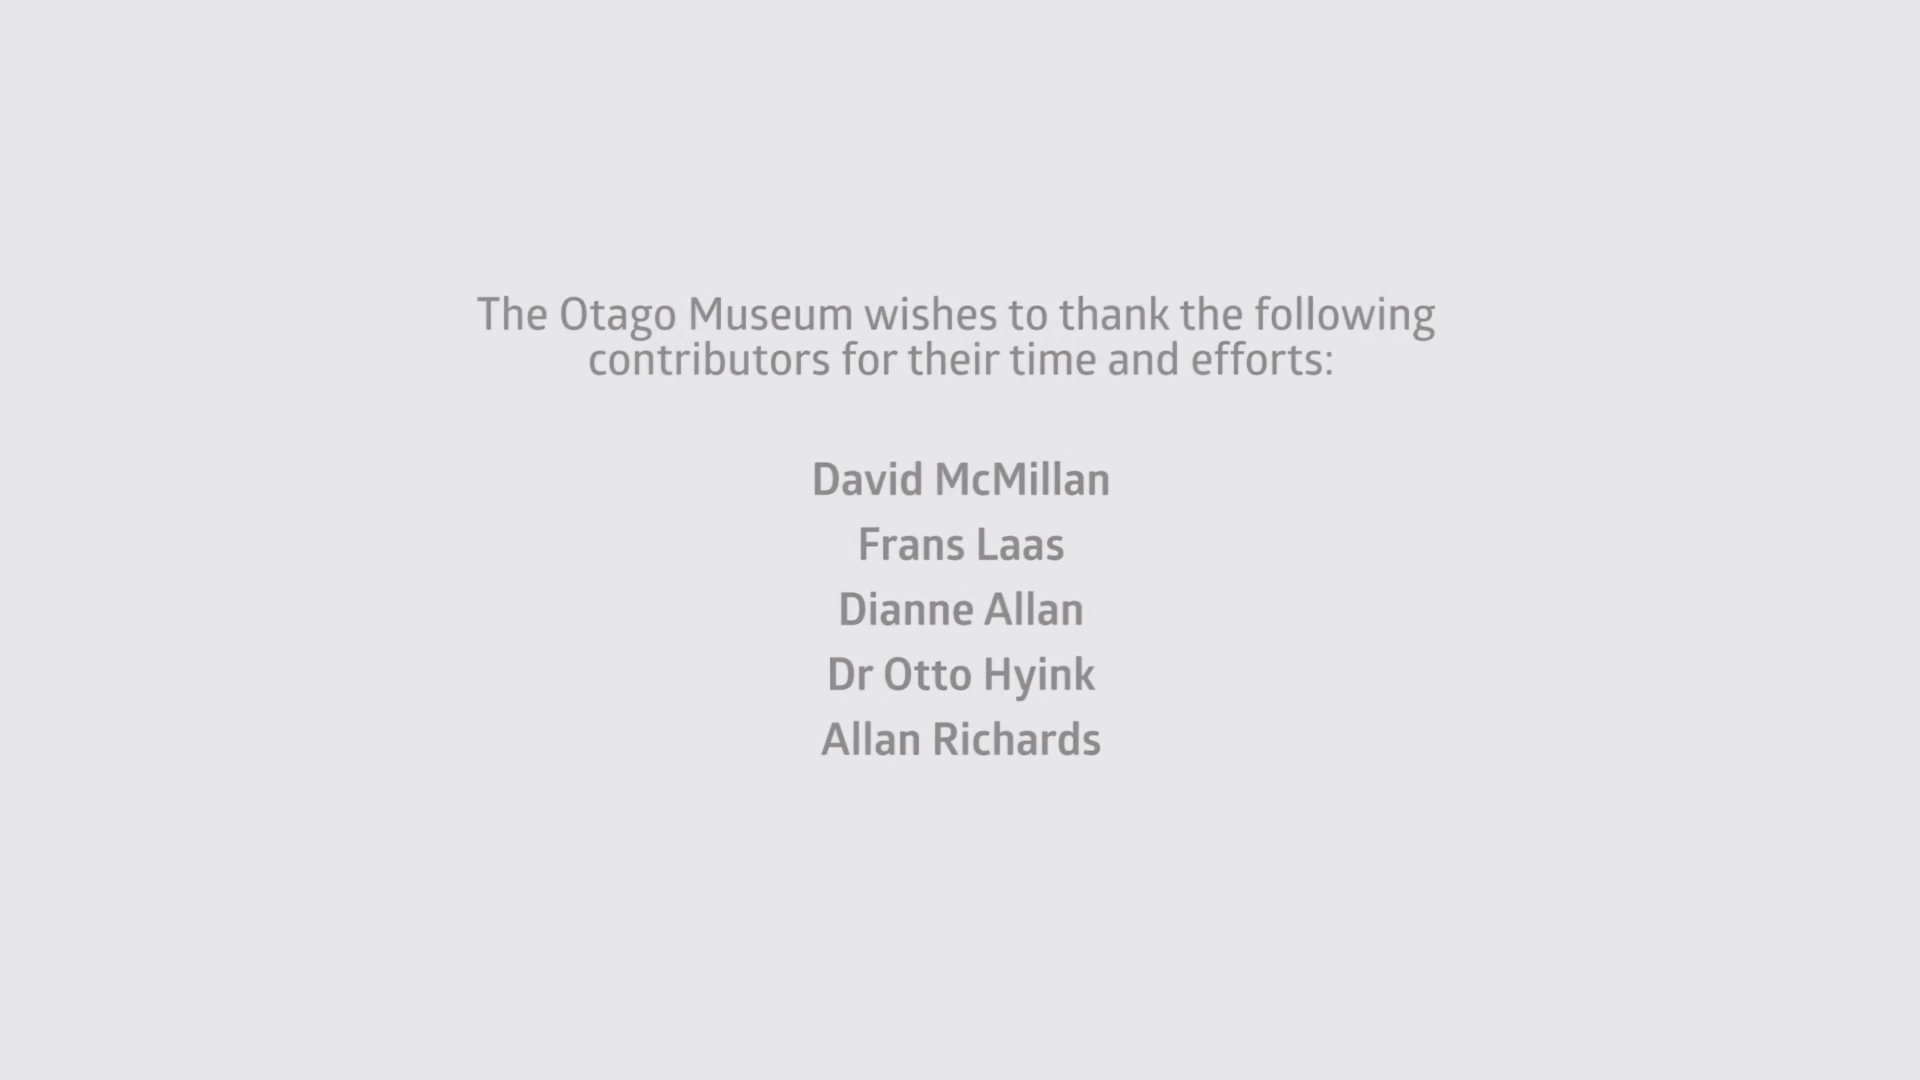 The Otago Museum wishes to thank the following
contributors for their time and efforts:
David McMillan
Frans Laas
Dianne Allan
Dr Otto Hyink
Allan Richards